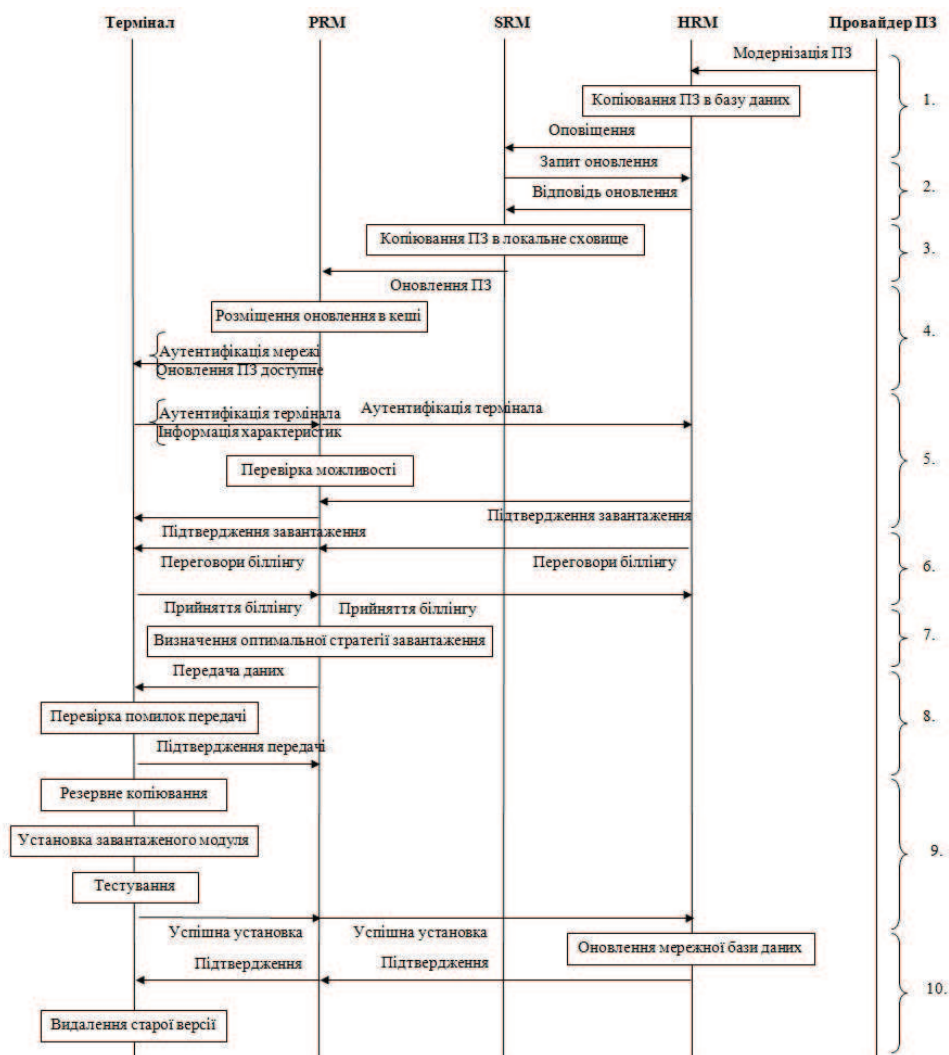 Термінал PRM SRM HRM Провайдер ПЗ
Модернізація ПЗ
Копіювання ПЗ в базу даних
1.
Оповіщення
Запит оновлення
2.
Відповідь оновлення
Копіювання ПЗ в локальне сховище
3.
Оновлення ПЗ
Розміщення оновлення в кеші
4.
Аутентифікація мережі
Оновлення ПЗ доступне
Аутентифікація термінала Аутентифікація термінала
Інформація характеристик
5.
Перевірка можливості
Підтвердження завантаження
Підтвердження завантаження
Переговори біллінгу Переговори біллінгу
6.
Прийняття біллінгу Прийняття біллінгу
Визначення оптимальної стратегії завантаження
7.
Передача даних
Перевірка помилок передачі
8.
Підтвердження передачі
Резервне копіювання
Установка завантаженого модуля
9.
Тестування
Успішна установка Успішна установка
Оновлення мережної бази даних
Підтвердження Підтвердження
10.
Видалення старої версії